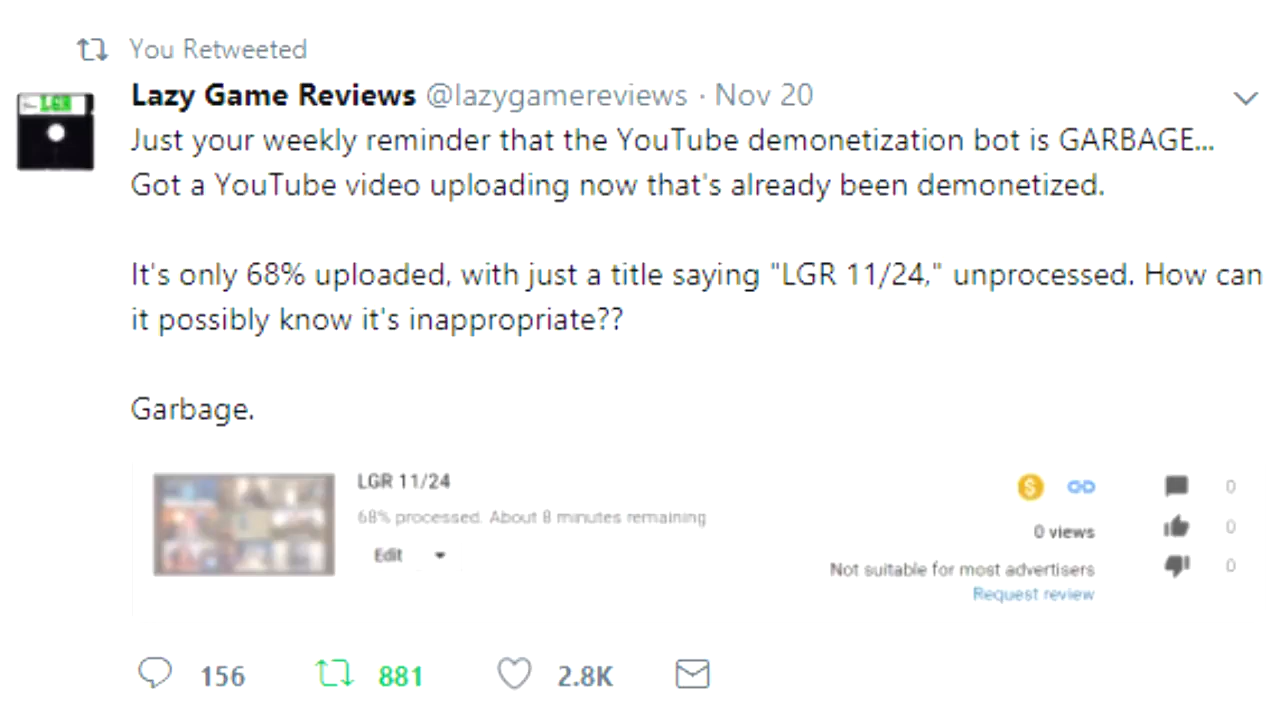 You Retweeted
LGR
Lazy Game Reviews @lazygamereviews · Nov 20
Just your weekly reminder that the YouTube demonetization bot is GARBAGE...
Got a YouTube video uploading now that's already been demonetized.
It's only 68% uploaded, with just a title saying "LGR 11/24," unprocessed. How can
it possibly know it's inappropriate??
Garbage.
LGR 11/24
68% processed. About 8 minutes remaining
Edit
$
0 views
Not suitable for most advertisers
Request review
0
0
0
156
881
2.8K